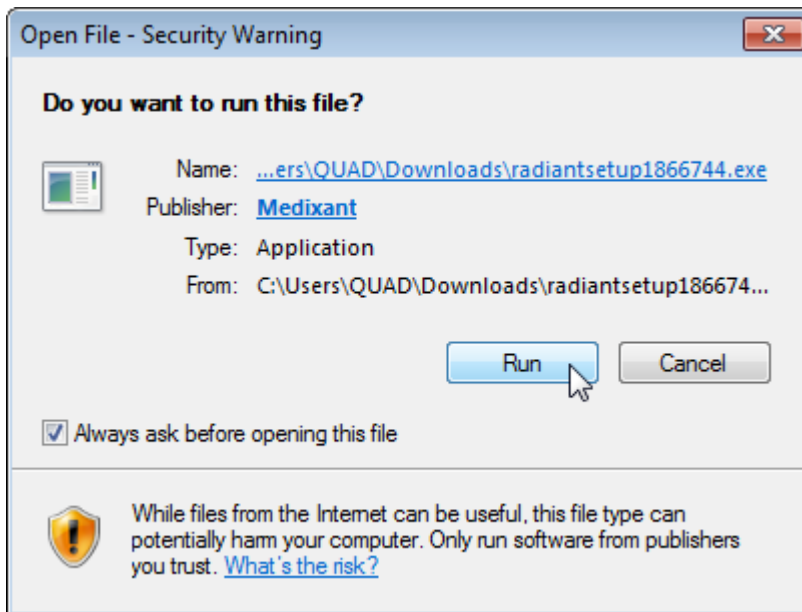 Open File - Security Warning
Do you want to run this file?
Name: ...ers\QUAD\Downloads\radiantsetup1866744.exe
Publisher: Medixant
Type: Application
From: C:\Users\QUAD\Downloads\radiantsetup186674...
Run Cancel
Always ask before opening this file
While files from the Internet can be useful, this file type can
potentially harm your computer. Only run software from publishers
you trust. What's the risk?